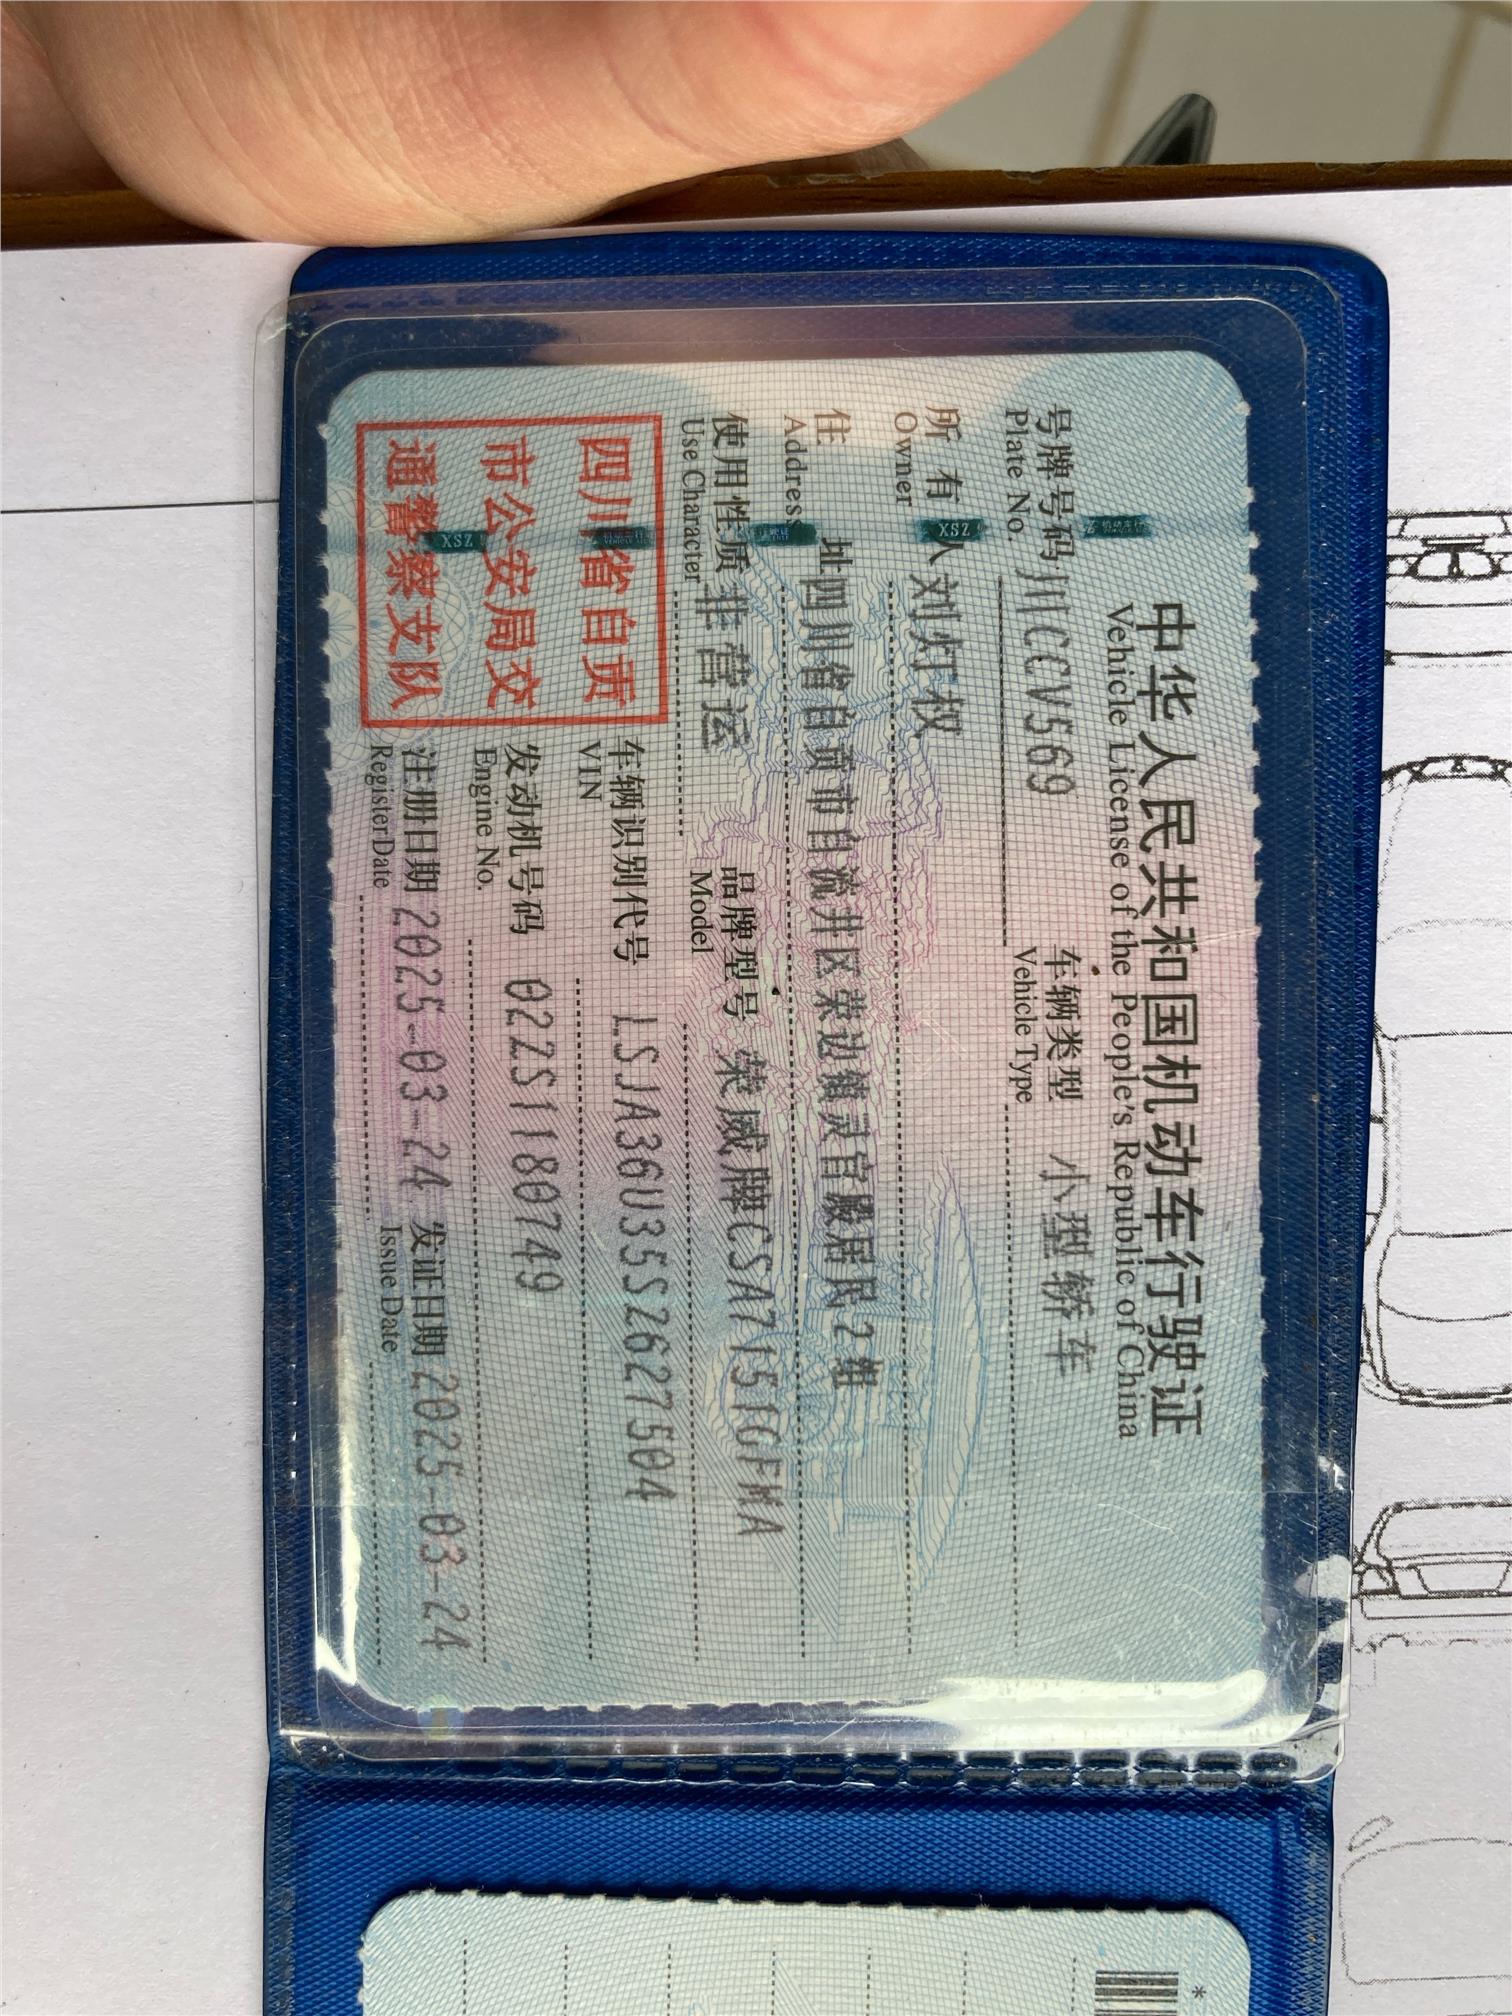 中华人民共和国机动车行驶证
Vehicle License of the People's Republic of China
号牌号码 川CCV569 车辆类型 小型轿车
Plate No. Vehicle Type
所有人 刘灯权
Owner
住址 四川省自贡市自流井区荣边镇灵官殿居民2组
Address
使用性质 非营运 品牌型号 荣威牌CSA7151GFMA
Use Character Model
四川省自贡
市公安局交
通警察支队
车辆识别代号 LSJA36U35S2627504
VIN
发动机号码 022S1180749
Engine No.
注册日期 2025-03-24 发证日期 2025-03-24
Register Date Issue Date
ZSX
ZSX